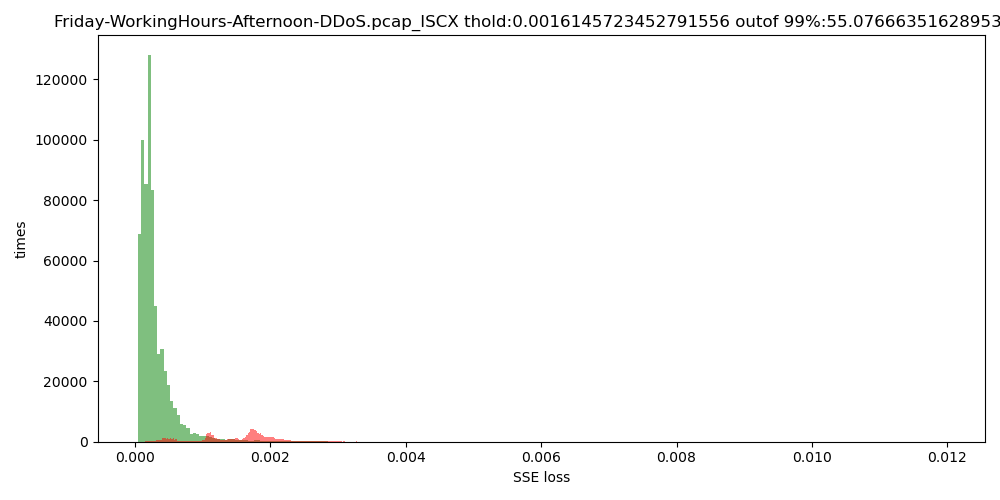 Friday-WorkingHours-Afternoon-DDoS.pcap_ISCX thold:0.0016145723452791556 outof 99%:55.07666351628953
120000
100000
80000
60000
40000
20000
0
times
0.000 0.002 0.004 0.006 0.008 0.010 0.012
SSE loss